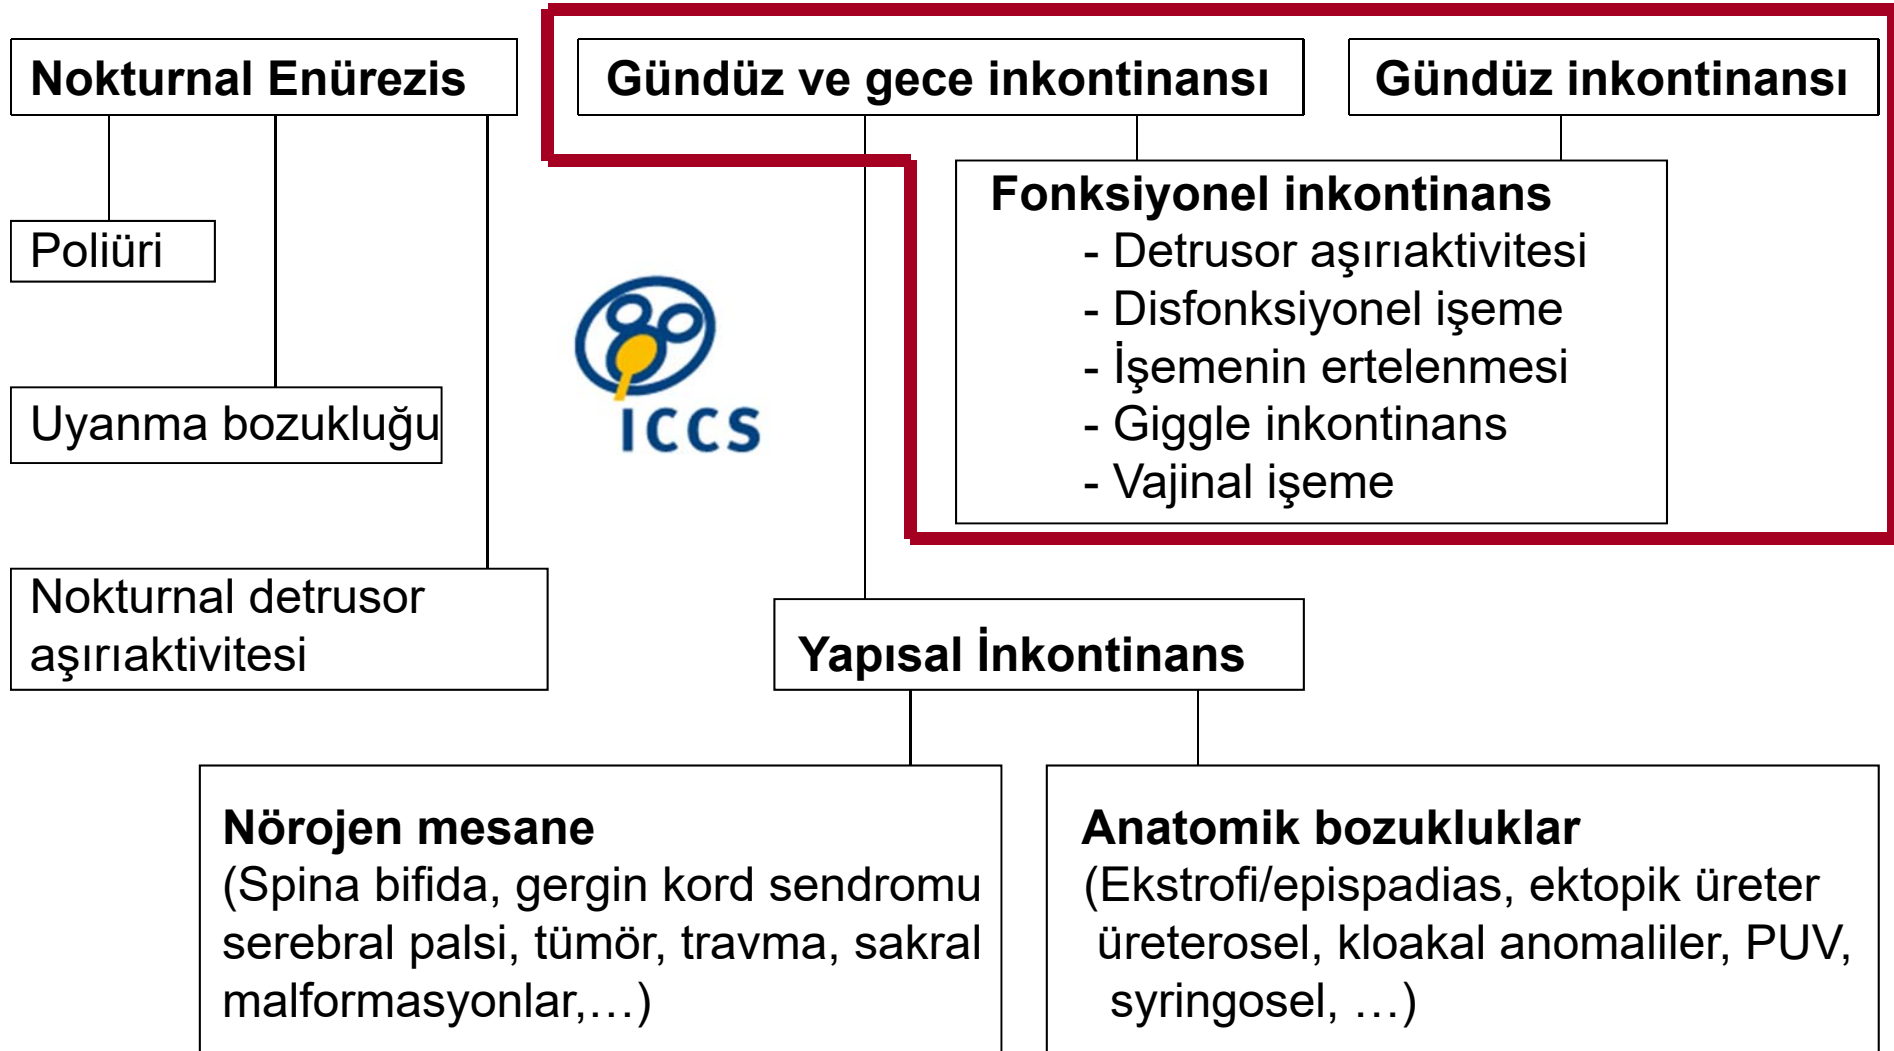 Nokturnal Enürezis
Gündüz ve gece inkontinansı
Gündüz inkontinansı
Poliüri
Uyanma bozukluğu
Nokturnal detrusor
aşırıaktivitesi
ICCS
Fonksiyonel inkontinans
- Detrusor aşırıaktivitesi
- Disfonksiyonel işeme
- İşemenin ertelenmesi
- Giggle inkontinans
- Vajinal işeme
Yapısal İnkontinans
Nörojen mesane
(Spina bifida, gergin kord sendromu
serebral palsi, tümör, travma, sakral
malformasyonlar,…)
Anatomik bozukluklar
(Ekstrofi/epispadias, ektopik üreter
üreterosel, kloakal anomaliler, PUV,
syringosel, …)